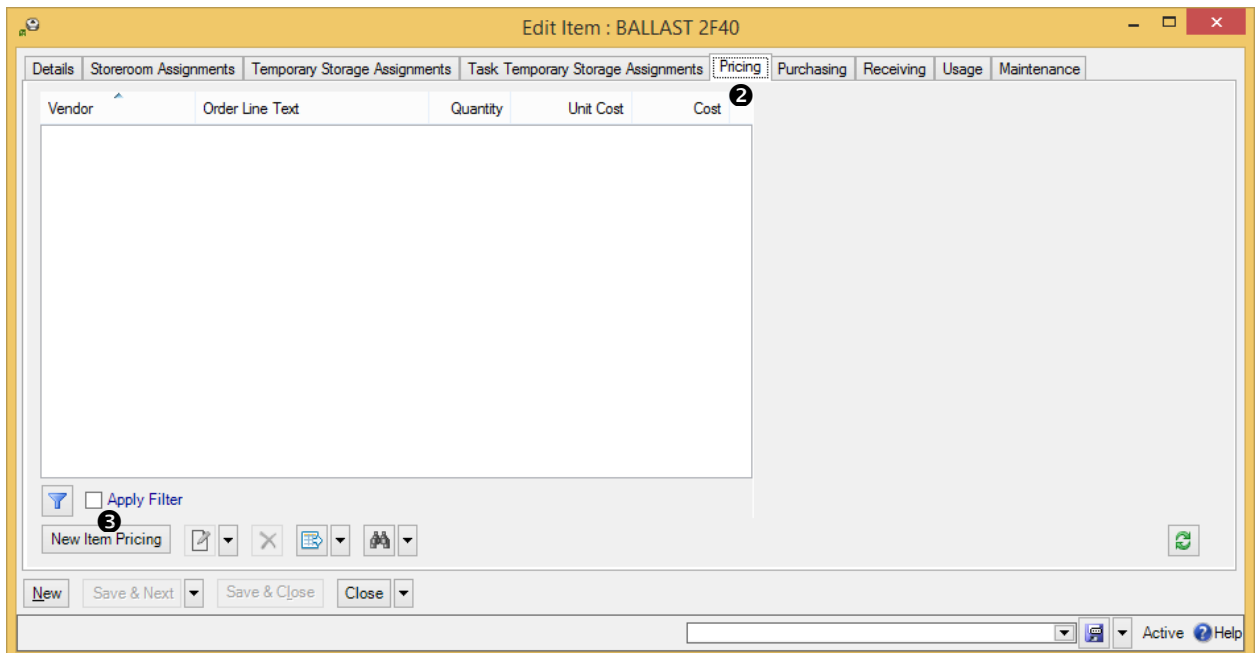 Edit Item : BALLAST 2F40
Details Storeroom Assignments Temporary Storage Assignments Task Temporary Storage Assignments Pricing Purchasing Receiving Usage Maintenance
❷
Vendor Order Line Text Quantity Unit Cost Cost
Apply Filter
❸
New Item Pricing
New Save & Next Save & Close Close
Active Help